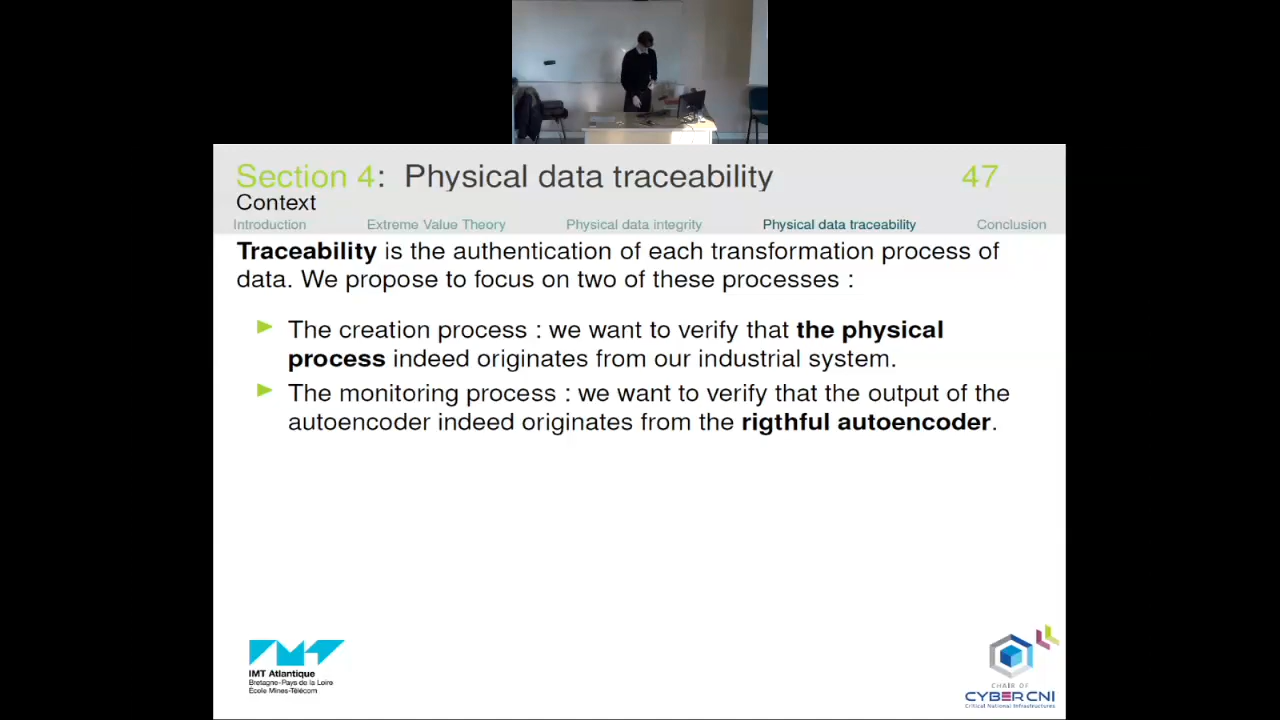 Section 4: Physical data traceability 47
Context
Introduction Extreme Value Theory Physical data integrity Physical data traceability Conclusion
Traceability is the authentication of each transformation process of
data. We propose to focus on two of these processes :
The creation process : we want to verify that the physical
process indeed originates from our industrial system.
The monitoring process : we want to verify that the output of the
autoencoder indeed originates from the rigthful autoencoder.
IMT Atlantique
Bretagne-Pays de la Loire
École Mines-Télécom
CHAIR OF
CYBERCNI
Critical National Infrastructures